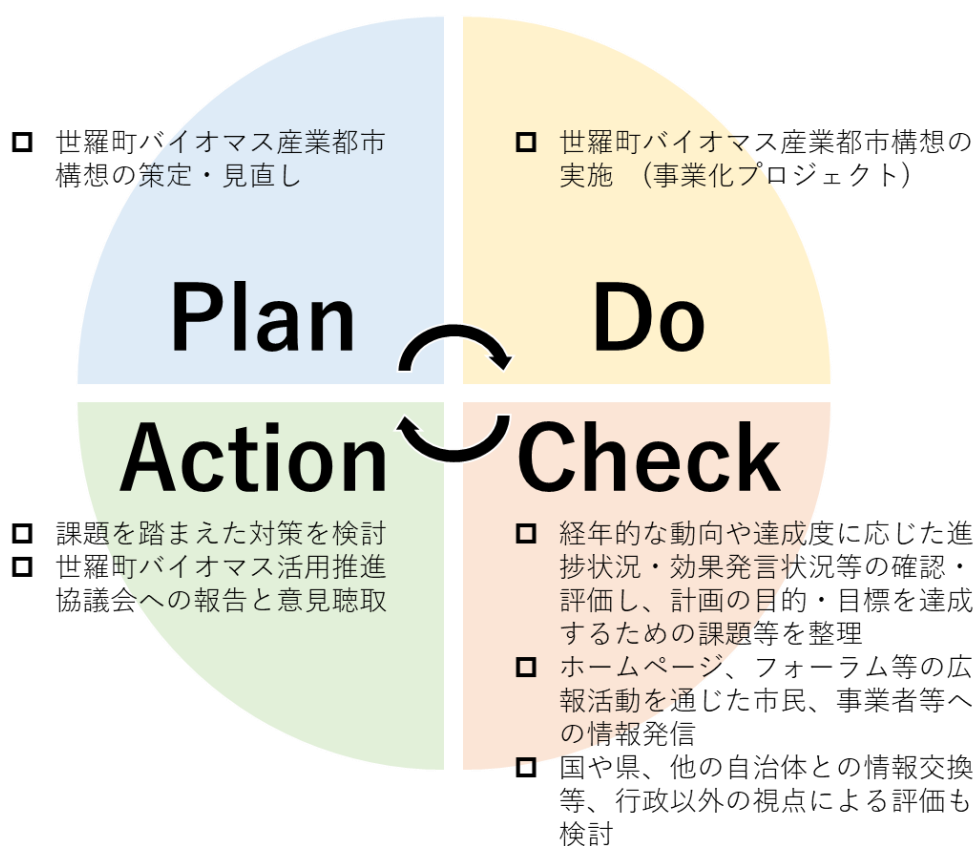 世羅町バイオマス産業都市
構想の策定・見直し
Plan
世羅町バイオマス産業都市構想の
実施　（事業化プロジェクト）
Do
Action
課題を踏まえた対策を検討
世羅町バイオマス活用推進
協議会への報告と意見聴取
Check
経年的な動向や達成度に応じた進
捗状況・効果発言状況等の確認・
評価し、計画の目的・目標を達成
するための課題等を整理
ホームページ、フォーラム等の広
報活動を通じた市民、事業者等へ
の情報発信
国や県、他の自治体との情報交換
等、行政以外の視点による評価も
検討